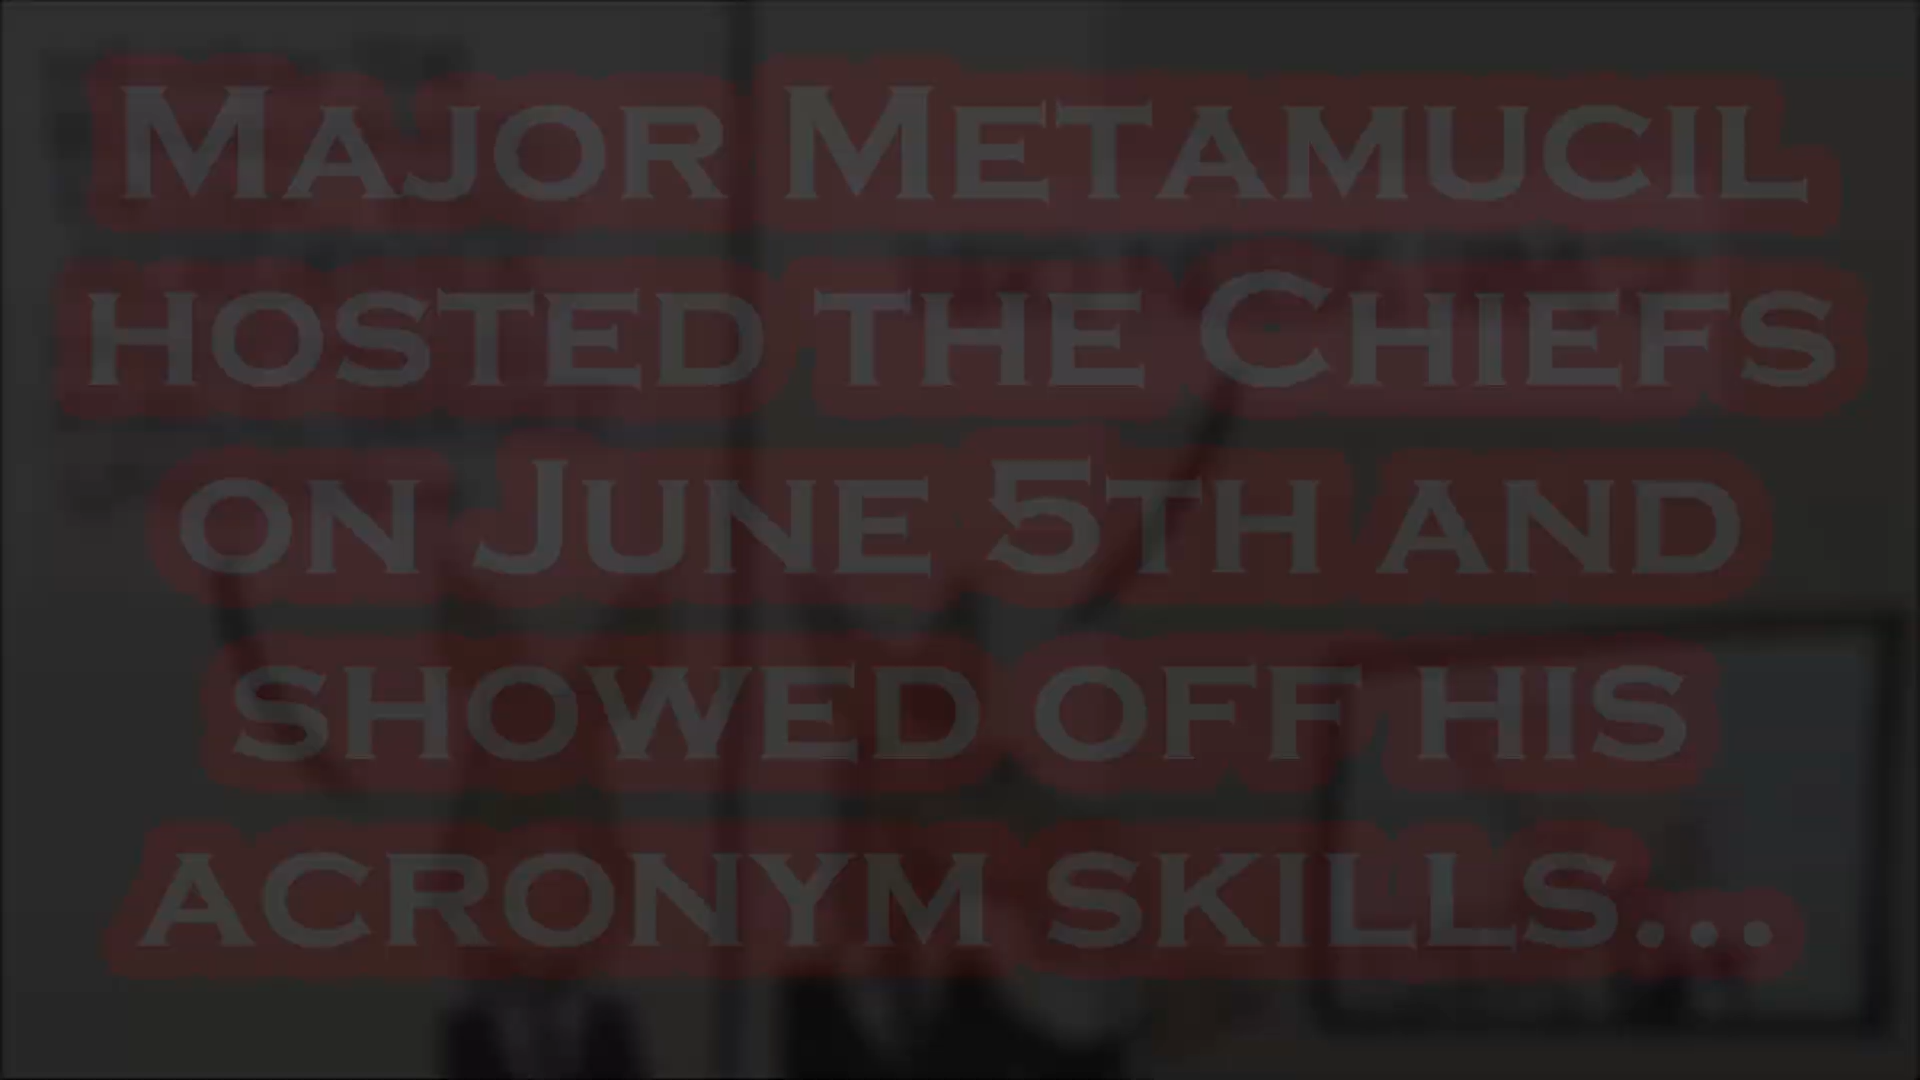 Major Metamucil
hosted the Chiefs
on June 5th and
showed off his
acronym skills...